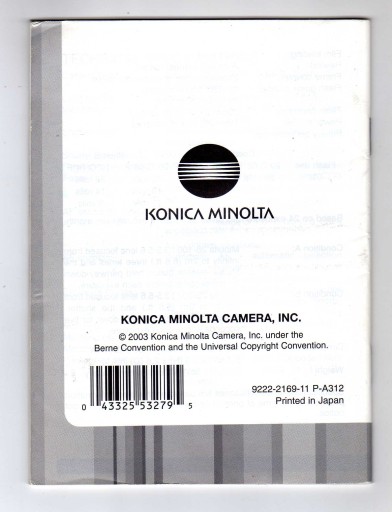 KONICA MINOLTA
KONICA MINOLTA CAMERA, INC.
© 2003 Konica Minolta Camera, Inc. under the
Berne Convention and the Universal Copyright Convention.
0 43325 53279 5
9222-2169-11 P-A312
Printed in Japan